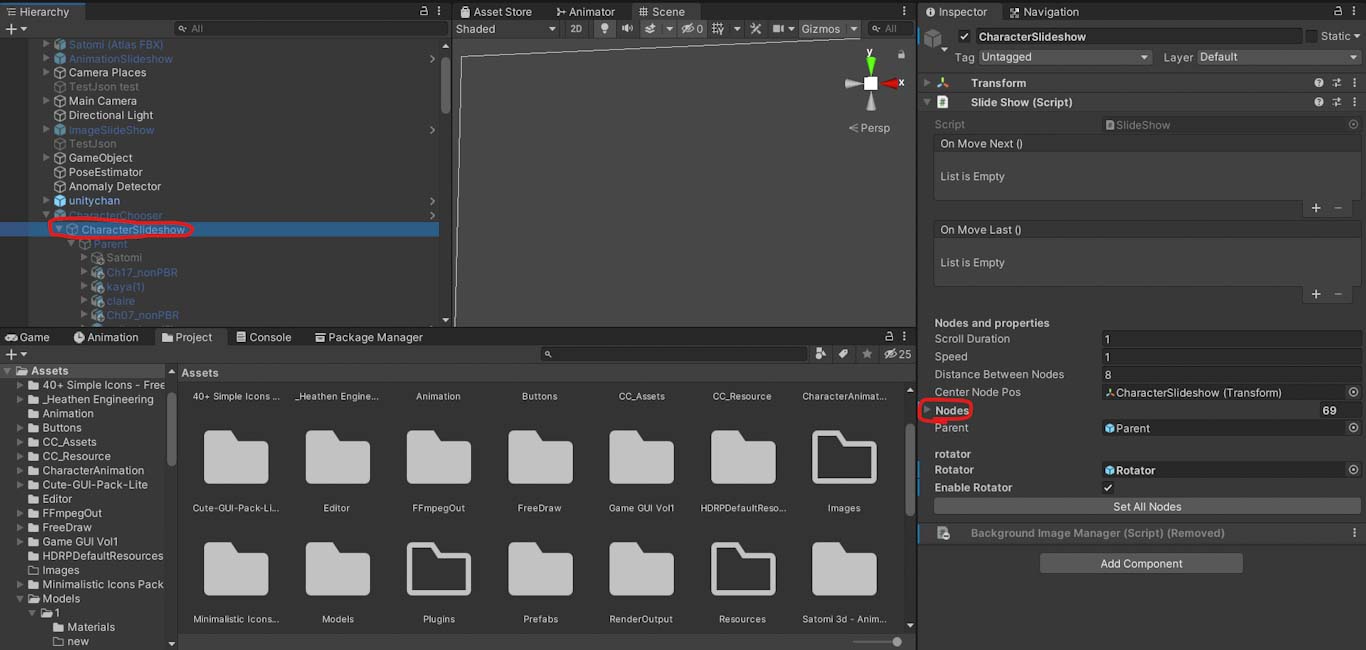 Hierarchy
All
Satomi (Atlas FBX)
AnimationSlideshow
Camera Places
TestJson test
Main Camera
Directional Light
ImageSlideShow
TestJson
GameObject
PoseEstimator
Anomaly Detector
unitychan
CharacterChooser
CharacterSlideshow
Parent
Satomi
Ch17_nonPBR
kaya(1)
claire
Ch07_nonPBR
Asset Store
Animator
Scene
Shaded
2D
0
Gizmos
All
y
x
Persp
Inspector
Navigation
CharacterSlideshow
Static
Tag
Untagged
Layer
Default
Transform
Slide Show (Script)
Script
SlideShow
On Move Next ()
List is Empty
On Move Last ()
List is Empty
Nodes and properties
Scroll Duration
1
Speed
1
Distance Between Nodes
8
Center Node Pos
CharacterSlideshow (Transform)
Nodes
69
Parent
Parent
rotator
Rotator
Rotator
Enable Rotator
Set All Nodes
Background Image Manager (Script) (Removed)
Add Component
Game
Animation
Project
Console
Package Manager
25
Assets
40+ Simple Icons - Free
_Heathen Engineering
Animation
Buttons
CC_Assets
CC_Resource
CharacterAnimation
Cute-GUI-Pack-Lite
Editor
FFmpegOut
FreeDraw
Game GUI Vol1
HDRPDefaultResources
Images
Minimalistic Icons Pack
Models
1
Materials
new
Assets
40+ Simple Icons ...
_Heathen Engine...
Animation
Buttons
CC_Assets
CC_Resource
CharacterAnimat...
Cute-GUI-Pack-Li...
Editor
FFmpegOut
FreeDraw
Game GUI Vol1
HDRPDefaultReso...
Images
Minimalistic Icons...
Models
Plugins
Prefabs
RenderOutput
Resources
Satomi 3d - Anim...